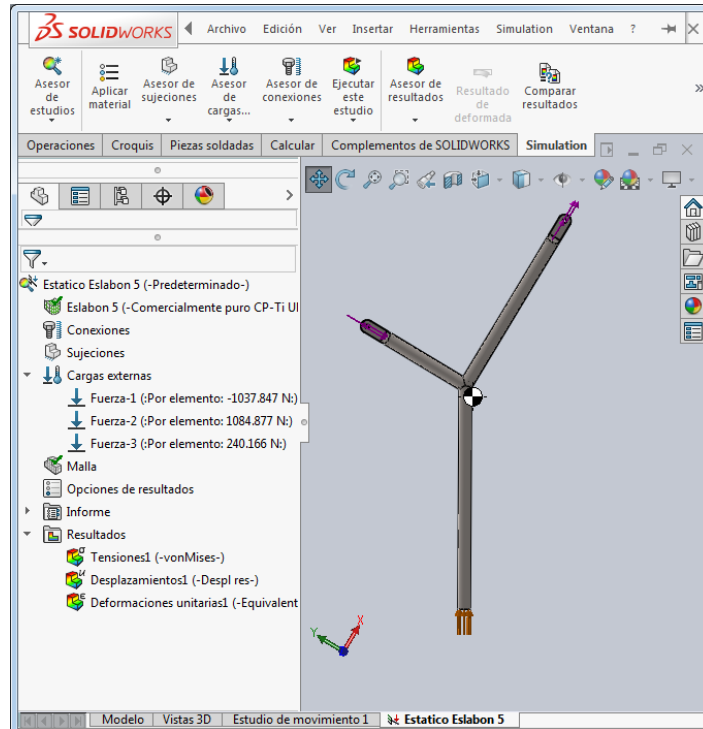 SOLIDWORKS
Archivo Edición Ver Insertar Herramientas Simulation Ventana ?
Asesor de estudios
Aplicar material
Asesor de sujeciones
Asesor de cargas...
Asesor de conexiones
Ejecutar este estudio
Asesor de resultados
Resultado de deformada
Comparar resultados
Operaciones Croquis Piezas soldadas Calcular Complementos de SOLIDWORKS Simulation
Estatico Eslabon 5 (-Predeterminado-)
Eslabon 5 (-Comercialmente puro CP-Ti UI
Conexiones
Sujeciones
Cargas externas
Fuerza-1 (:Por elemento: -1037.847 N:)
Fuerza-2 (:Por elemento: 1084.877 N:)
Fuerza-3 (:Por elemento: 240.166 N:)
Malla
Opciones de resultados
Informe
Resultados
Tensiones1 (-vonMises-)
Desplazamientos1 (-Despl res-)
Deformaciones unitarias1 (-Equivalent
Y X
Modelo Vistas 3D Estudio de movimiento 1 Estatico Eslabon 5